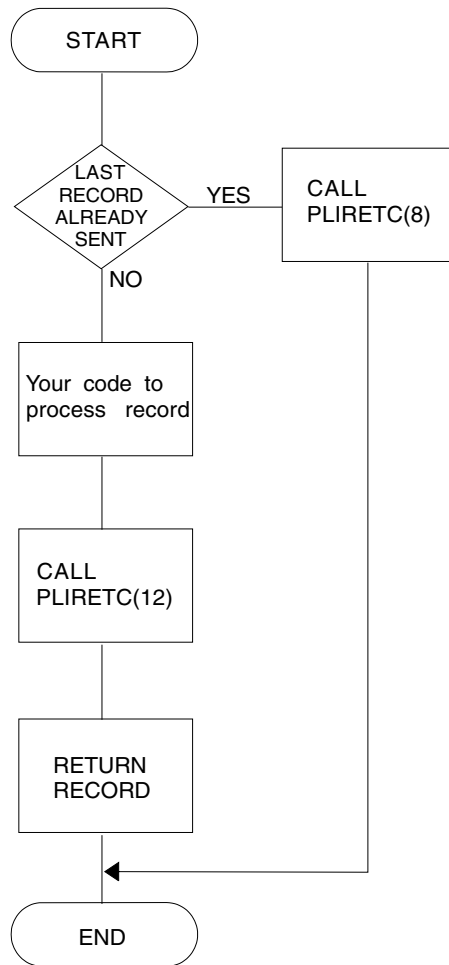 START
LAST
RECORD
ALREADY
SENT
YES
CALL
PLIRETC(8)
NO
Your code to
process record
CALL
PLIRETC(12)
RETURN
RECORD
END